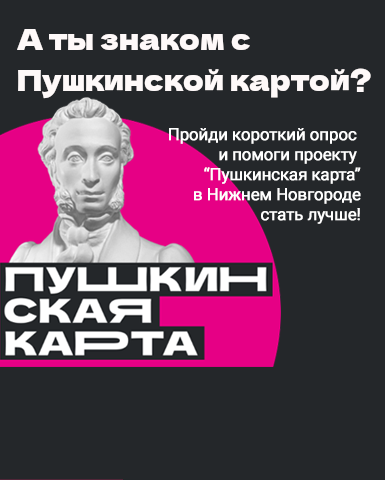 А ты знаком с
Пушкинской картой?
Пройди короткий опрос
и помоги проекту
“Пушкинская карта”
в Нижнем Новгороде
стать лучше!
ПУШКИН
СКАЯ
КАРТА